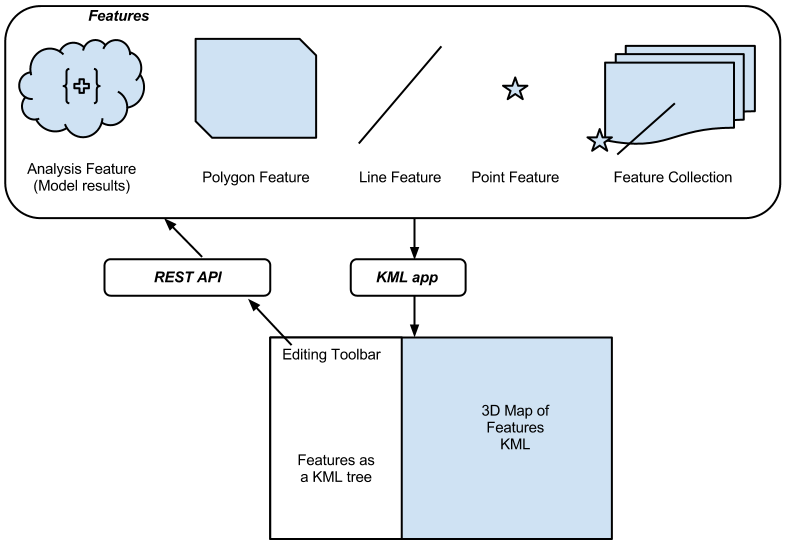 Features
Analysis Feature
(Model results)
Polygon Feature
Line Feature
Point Feature
Feature Collection
REST API
KML app
Editing Toolbar
Features as
a KML tree
3D Map of
Features
KML